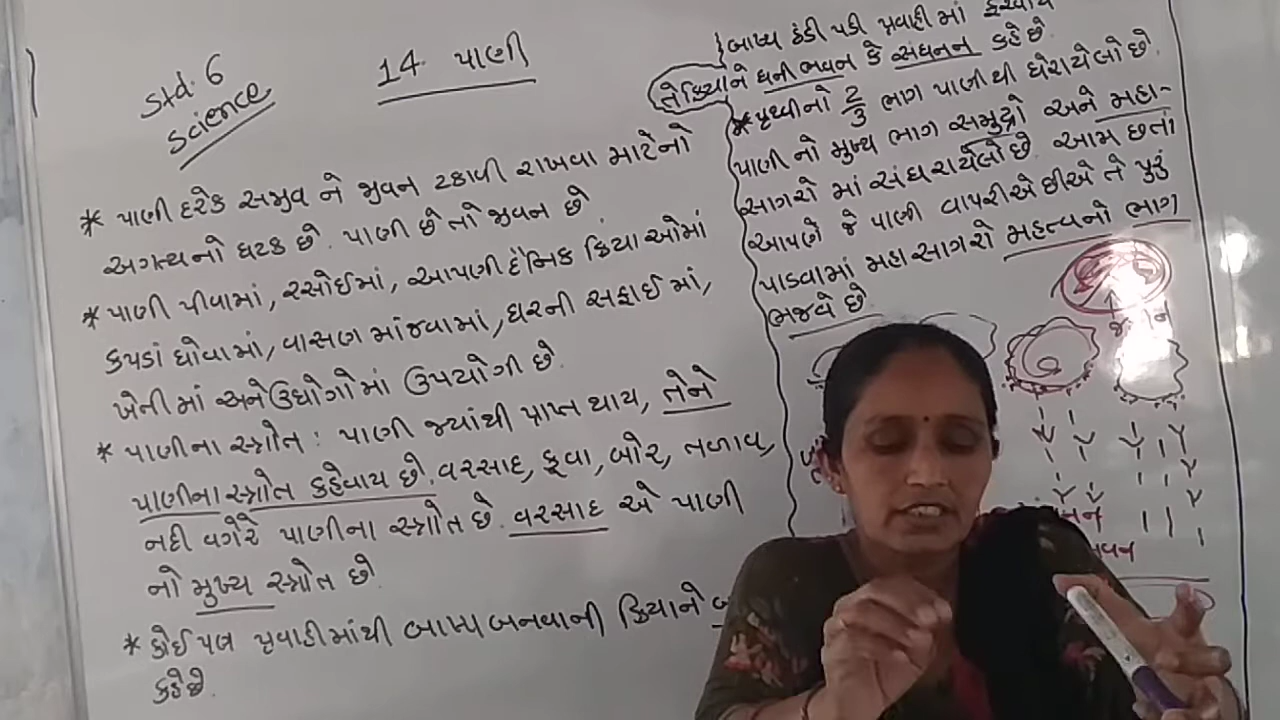 Std. 6
Science
14 પાણી
* પાણી દરેક સજીવ ને જીવન ટકાવી રાખવા માટેનો
અગત્યનો ઘટક છે. પાણી છે તો જીવન છે
* પાણી પીવામાં, રસોઈમાં, આપણી દૈનિક ક્રિયાઓમાં
કપડાં ધોવામાં, વાસણ માંજવામાં, ઘરની સફાઈ માં,
ખેતી માં અને ઉદ્યોગોમાં ઉપયોગી છે.
* પાણીના સ્ત્રોત : પાણી જ્યાંથી પ્રાપ્ત થાય, તેને
પાણીના સ્ત્રોત કહેવાય છે. વરસાદ, કૂવા, બોર, તળાવ,
નદી વગેરે પાણીના સ્ત્રોત છે. વરસાદ એ પાણી
નો મુખ્ય સ્ત્રોત છે.
* કોઈ પણ પ્રવાહીમાંથી બાષ્પ બનવાની ક્રિયાને
કહે છે.
બાષ્પ ઠંડી પડી પ્રવાહી માં
તે ક્રિયાને ઘની ભવન કે સંઘનન કહે છે.
* પૃથ્વીનો 2/3 ભાગ પાણી થી ઘેરાયેલો છે.
પાણી નો મુખ્ય ભાગ સમુદ્રો અને મહા-
સાગરો માં સંઘરાયેલો છે. આમ છતાં
આપણે જે પાણી વાપરીએ છીએ તે પુરું
પાડવામાં મહાસાગરો મહત્વનો ભાગ
ભજવે છે.